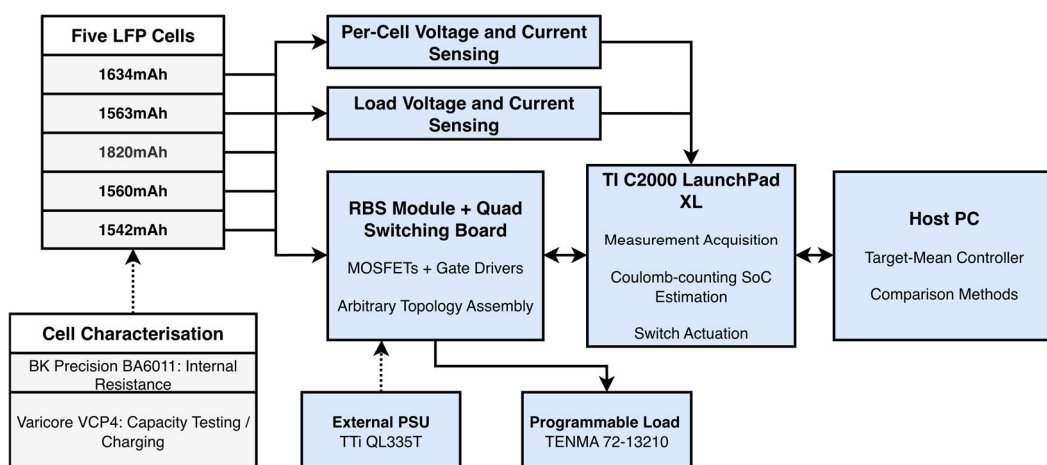 Five LFP Cells
1634mAh
1563mAh
1820mAh
1560mAh
1542mAh
Cell Characterisation
BK Precision BA6011: Internal
Resistance
Varicore VCP4: Capacity Testing /
Charging
Per-Cell Voltage and Current
Sensing
Load Voltage and Current
Sensing
RBS Module + Quad
Switching Board
MOSFETs + Gate Drivers
Arbitrary Topology Assembly
External PSU
TTi QL335T
Programmable Load
TENMA 72-13210
TI C2000 LaunchPad
XL
Measurement Acquisition
Coulomb-counting SoC
Estimation
Switch Actuation
Host PC
Target-Mean Controller
Comparison Methods